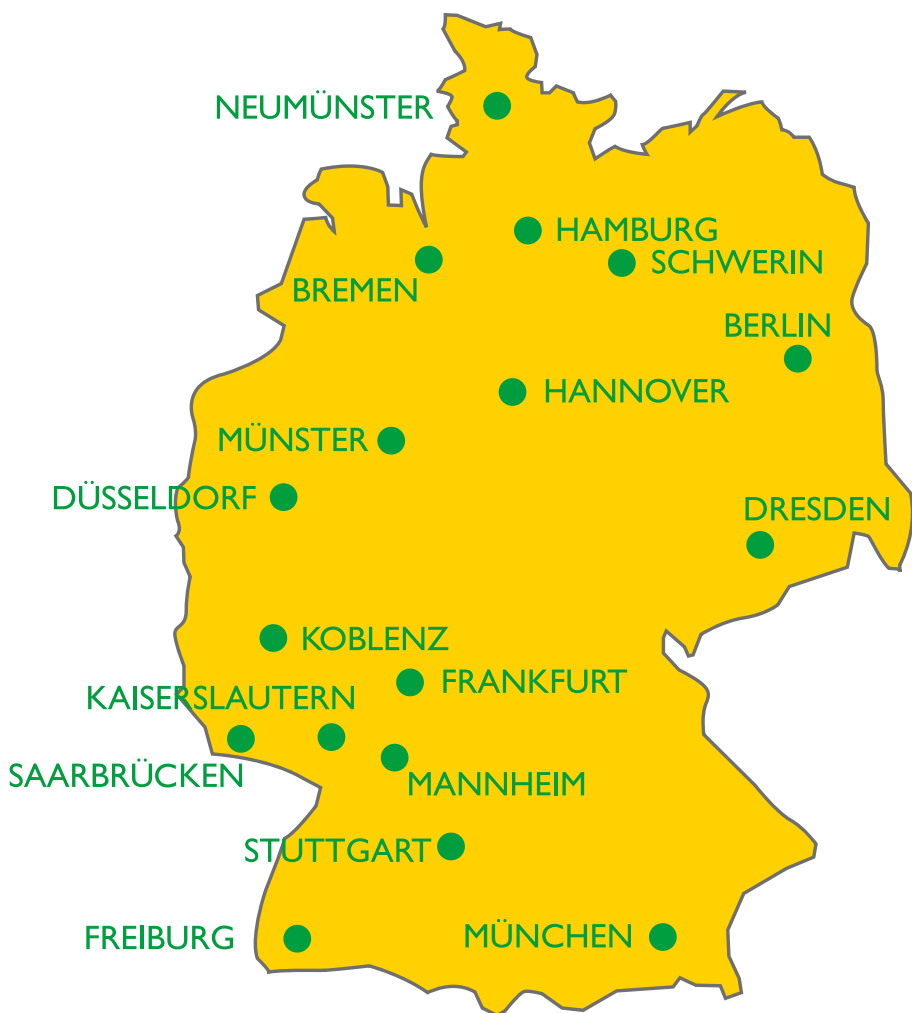 NEUMÜNSTER
HAMBURG
SCHWERIN
BREMEN
BERLIN
HANNOVER
MÜNSTER
DÜSSELDORF
DRESDEN
KOBLENZ
FRANKFURT
KAISERSLAUTERN
SAARBRÜCKEN
MANNHEIM
STUTTGART
FREIBURG
MÜNCHEN